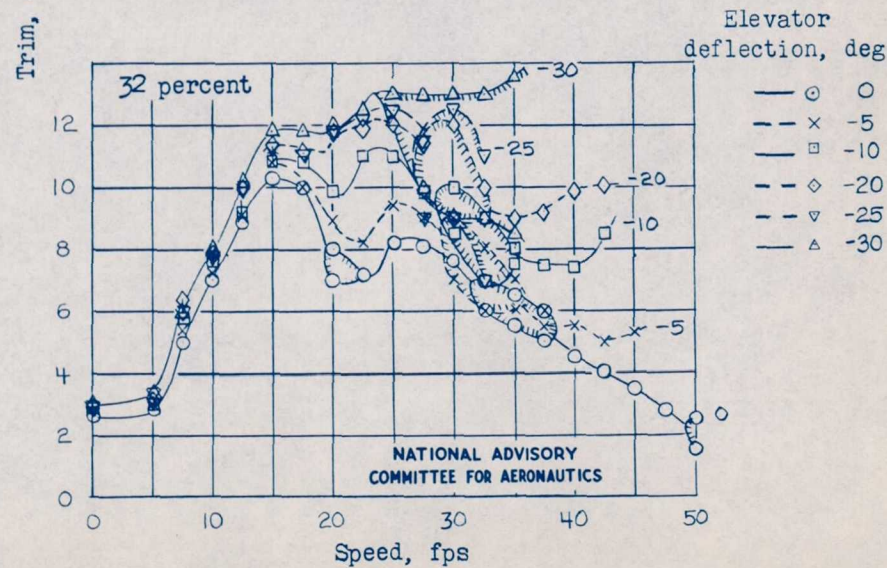 Elevator
deflection, deg
0
-5
-10
-20
-25
-30
Trim,
32 percent
12
10
8
6
4
2
0
-30
-25
-20
-10
-5
0
NATIONAL ADVISORY
COMMITTEE FOR AERONAUTICS
0 10 20 30 40 50
Speed, fps